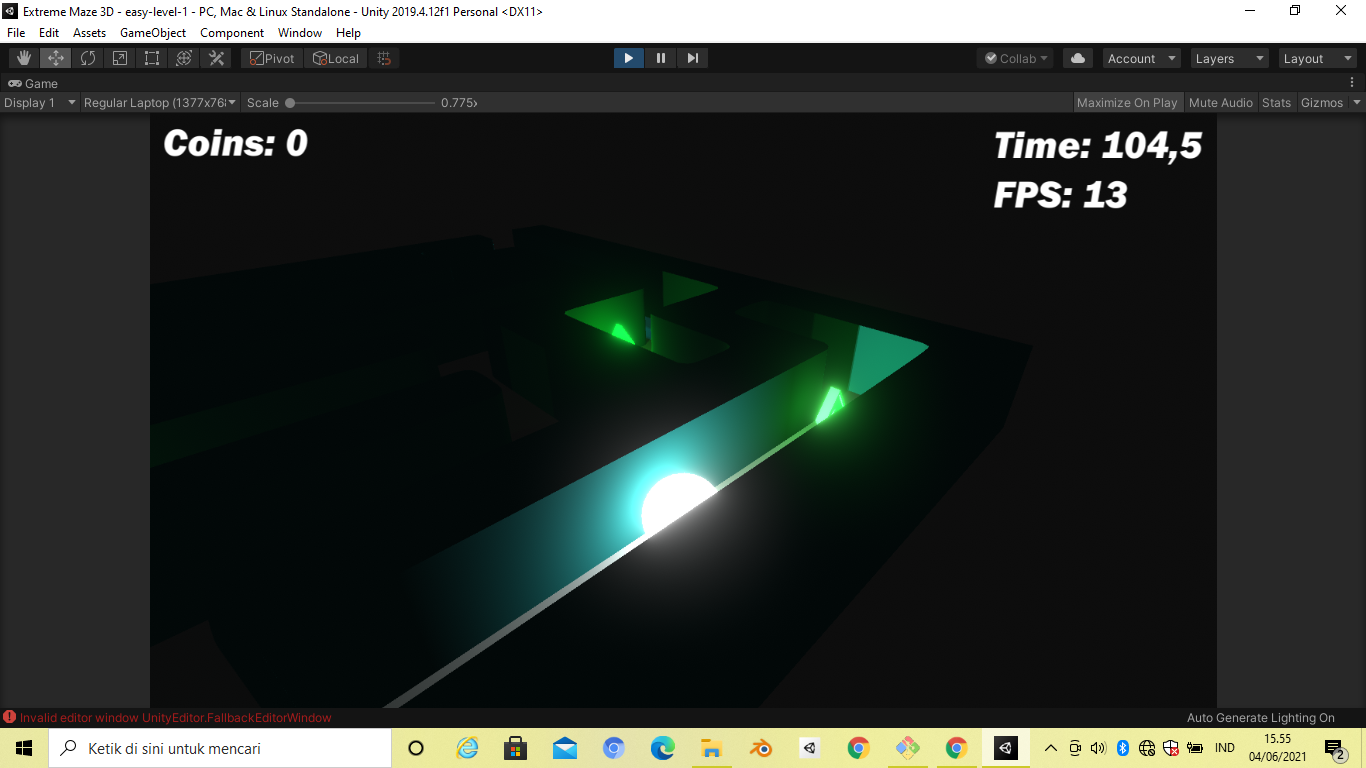 Extreme Maze 3D - easy-level-1 - PC, Mac & Linux Standalone - Unity 2019.4.12f1 Personal <DX11>
File Edit Assets GameObject Component Window Help
Pivot Local Collab Account Layers Layout
Game
Display 1 Regular Laptop (1377x76 Scale 0.775x Maximize On Play Mute Audio Stats Gizmos
Coins: 0
Time: 104,5
FPS: 13
Invalid editor window UnityEditor.FallbackEditorWindow
Auto Generate Lighting On
Ketik di sini untuk mencari
IND
15.55
04/06/2021
2